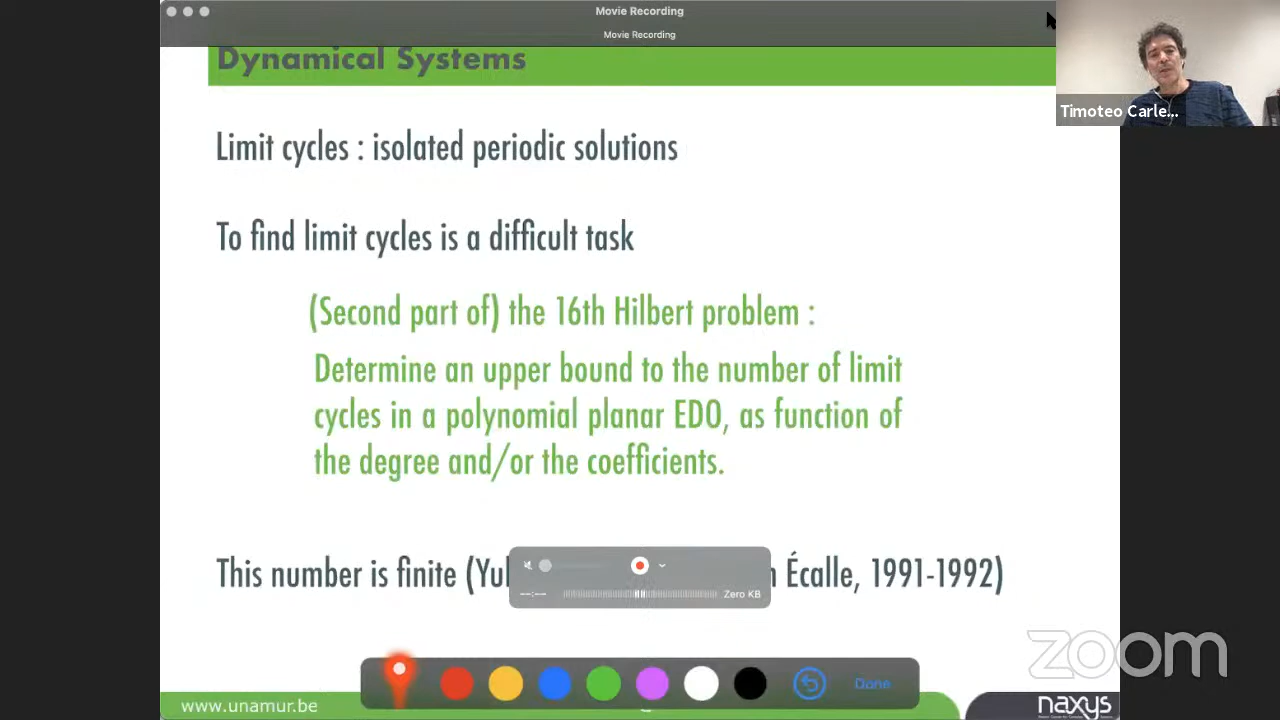 Movie Recording
Movie Recording
Dynamical Systems
Timoteo Carle...
Limit cycles : isolated periodic solutions
To find limit cycles is a difficult task
(Second part of) the 16th Hilbert problem :
Determine an upper bound to the number of limit
cycles in a polynomial planar EDO, as function of
the degree and/or the coefficients.
This number is finite (Yul Écalle, 1991-1992)
--:--
Zero KB
zoom
Done
www.unamur.be
naxys